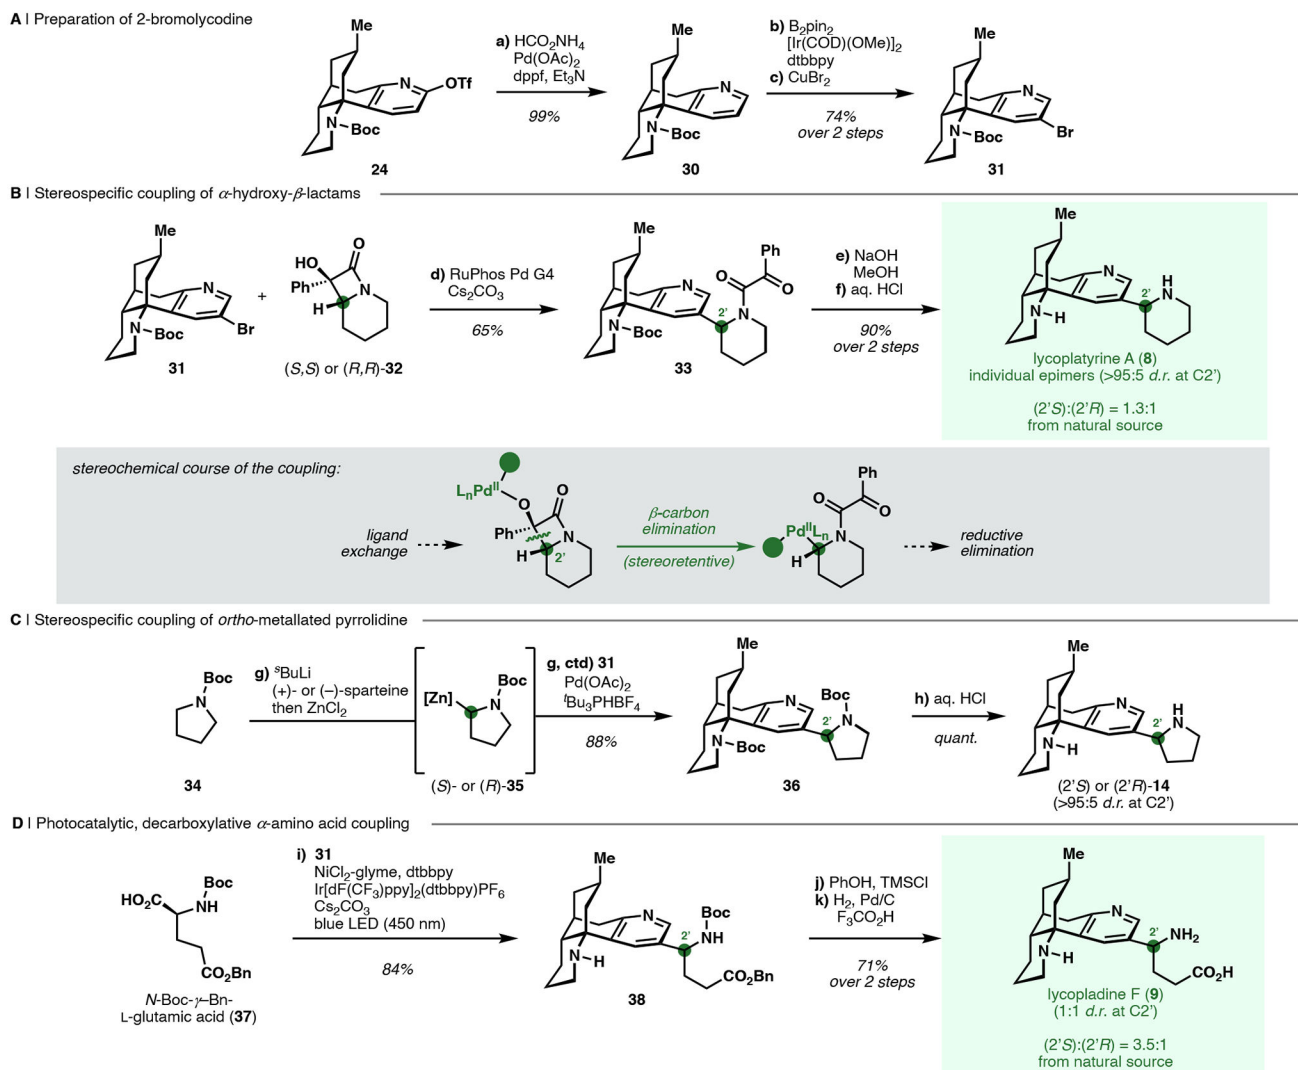 A | Preparation of 2-bromolycodine
Me
N
OTf
N
Boc
24
a) HCO2NH4
Pd(OAc)2
dppf, Et3N
99%
Me
N
N
Boc
30
b) B2pin2
[Ir(COD)(OMe)]2
dtbbpy
c) CuBr2
74%
over 2 steps
Me
N
N
Boc
Br
31
B | Stereospecific coupling of α-hydroxy-β-lactams
Me
N
N
Boc
Br
31
+
HO
O
Ph
N
H
(S,S) or (R,R)-32
d) RuPhos Pd G4
Cs2CO3
65%
Me
Ph
O
O
N
2'
N
N
Boc
33
e) NaOH
MeOH
f) aq. HCl
90%
over 2 steps
Me
N
2'
H
N
N-H
lycoplatyrine A (8)
individual epimers (>95:5 d.r. at C2')
(2'S):(2'R) = 1.3:1
from natural source
stereochemical course of the coupling:
ligand
exchange
LnPdII
O
O
Ph
N
H
2'
β-carbon
elimination
(stereoretentive)
Ph
O
O
PdIILn
N
H
reductive
elimination
C | Stereospecific coupling of ortho-metallated pyrrolidine
Boc
N
34
g) sBuLi
(+)- or (–)-sparteine
then ZnCl2
[Zn]
Boc
N
(S)- or (R)-35
g, ctd) 31
Pd(OAc)2
tBu3PHBF4
88%
Me
N
Boc
2'
N
N
Boc
36
h) aq. HCl
quant.
Me
N
2'
H
N
N-H
(2'S) or (2'R)-14
(>95:5 d.r. at C2')
D | Photocatalytic, decarboxylative α-amino acid coupling
HO2C
Boc
NH
CO2Bn
N-Boc-γ–Bn-
L-glutamic acid (37)
i) 31
NiCl2-glyme, dtbbpy
Ir[dF(CF3)ppy]2(dtbbpy)PF6
Cs2CO3
blue LED (450 nm)
84%
Me
N
Boc
2'
NH
N-H
CO2Bn
38
j) PhOH, TMSCl
k) H2, Pd/C
F3CO2H
71%
over 2 steps
Me
N
2'
NH2
N-H
CO2H
lycopladine F (9)
(1:1 d.r. at C2')
(2'S):(2'R) = 3.5:1
from natural source